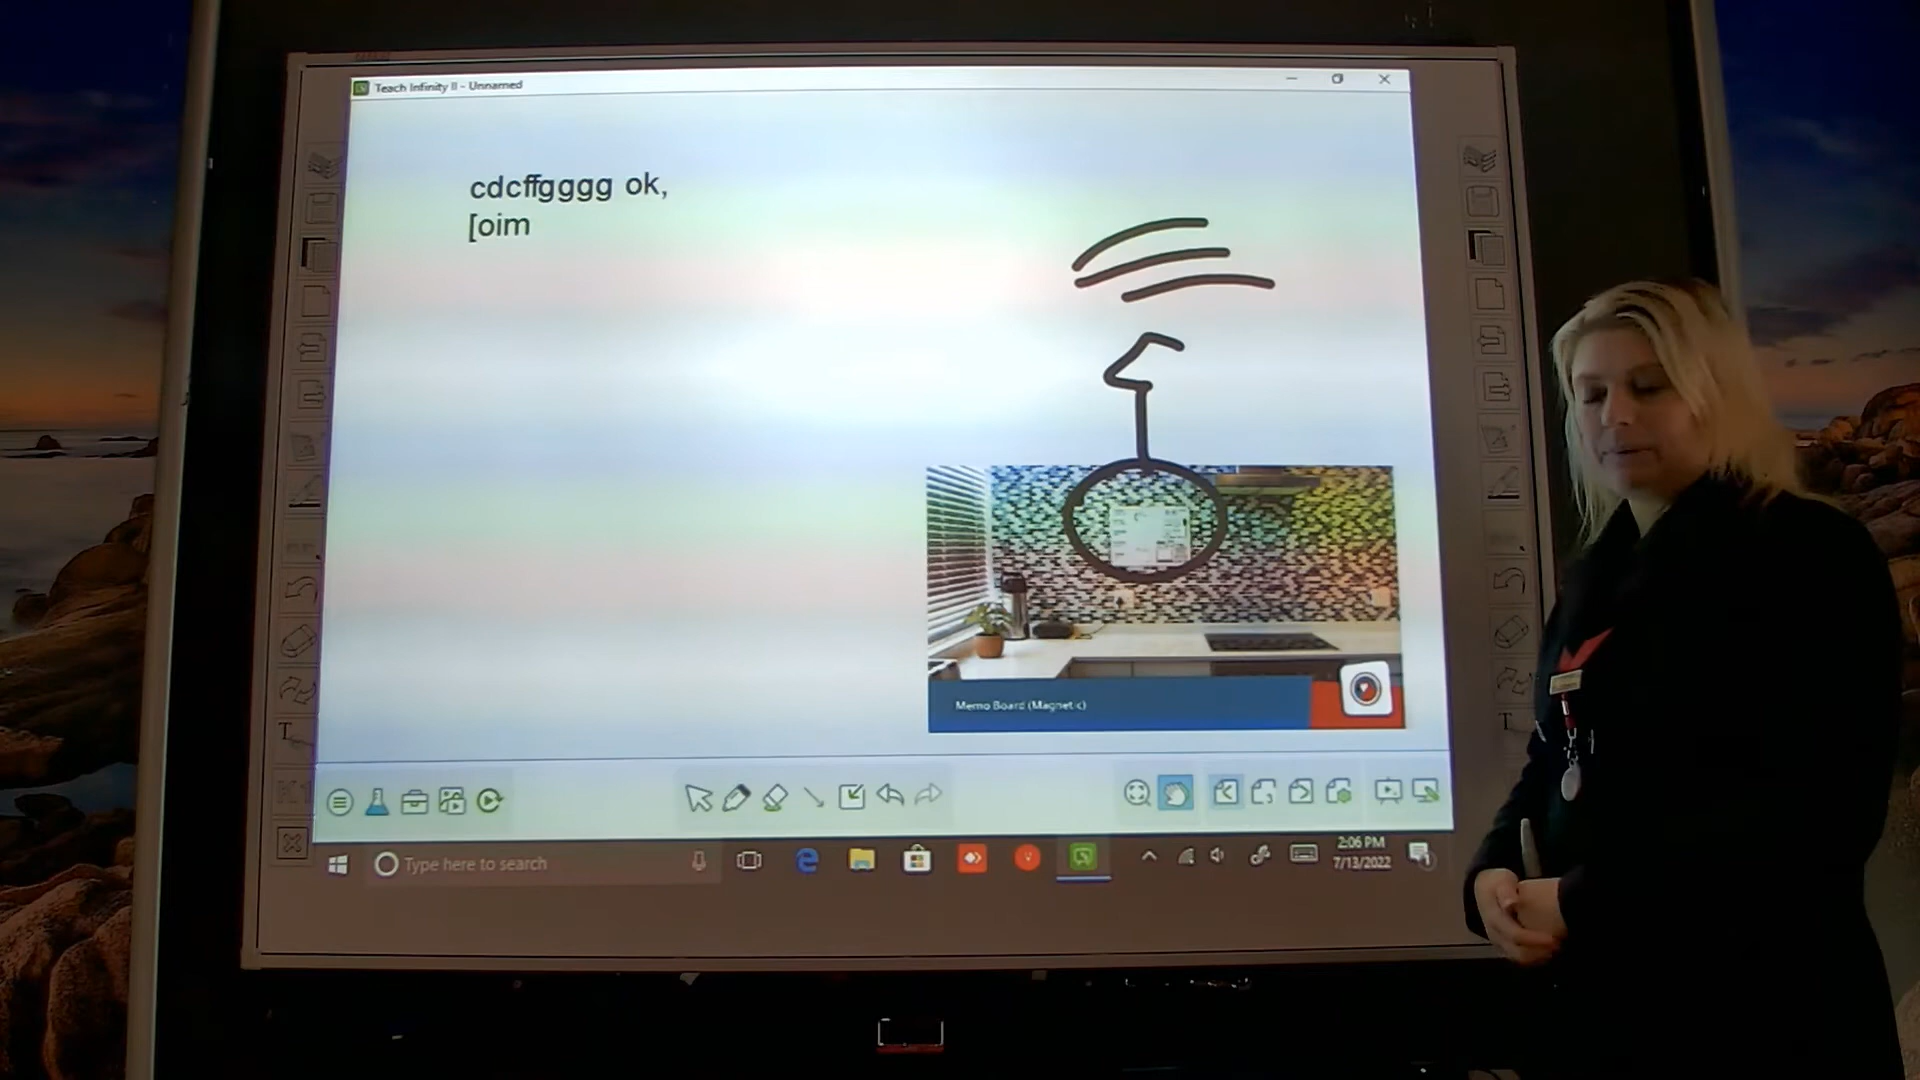 Teach Infinity II - Unnamed
cdcffgggg ok,
[oim
Memo Board (Magnetic)
Type here to search
2:06 PM
7/13/2022